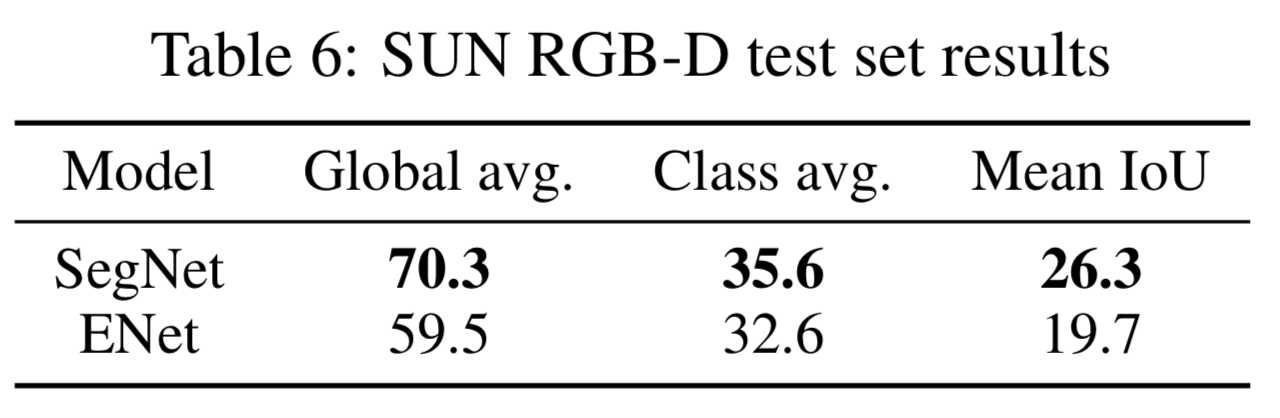 Table 6: SUN RGB-D test set results
Model Global avg. Class avg. Mean IoU
SegNet 70.3 35.6 26.3
ENet 59.5 32.6 19.7